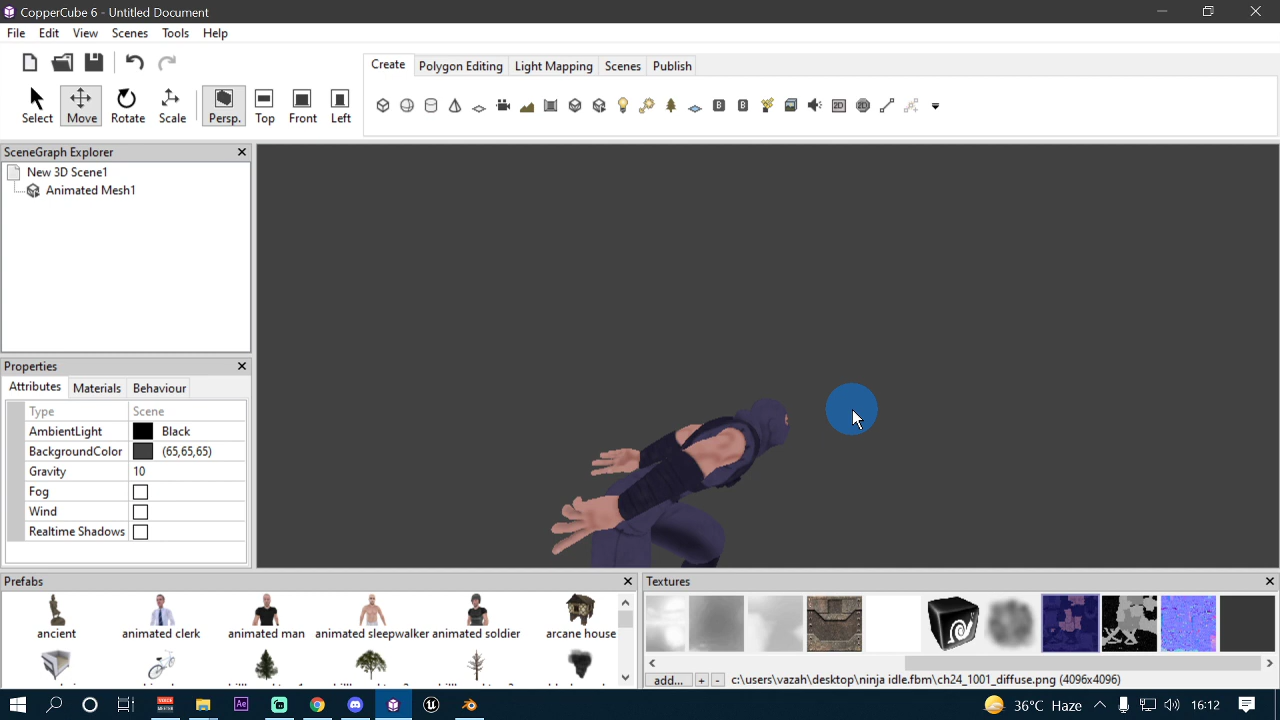 CopperCube 6 - Untitled Document
File Edit View Scenes Tools Help
Create Polygon Editing Light Mapping Scenes Publish
Select Move Rotate Scale Persp. Top Front Left
SceneGraph Explorer
New 3D Scene1
Animated Mesh1
Properties
Attributes Materials Behaviour
Type Scene
AmbientLight Black
BackgroundColor (65,65,65)
Gravity 10
Fog
Wind
Realtime Shadows
Prefabs
ancient animated clerk animated man animated sleepwalker animated soldier arcane house
Textures
add... + - c:\users\vazah\desktop\ninja idle.fbm\ch24_1001_diffuse.png (4096x4096)
36°C Haze 16:12